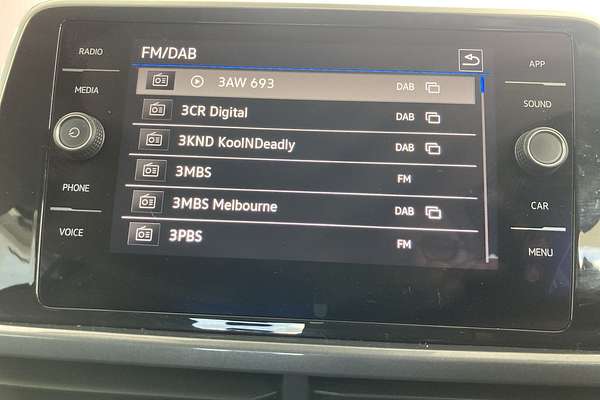 RADIO
MEDIA
PHONE
VOICE
FM/DAB
3AW 693 DAB
3CR Digital DAB
3KND KoolNDeadly DAB
3MBS FM
3MBS Melbourne DAB
3PBS FM
APP
SOUND
CAR
MENU